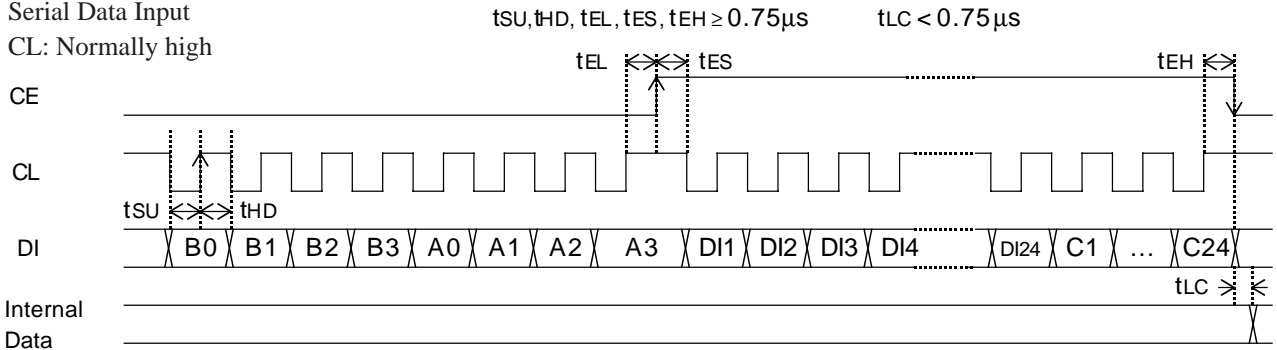 Serial Data Input
tSU,tHD, tEL, tES, tEH ≥ 0.75μs tLC < 0.75μs
CL: Normally high
tEL tES tEH
CE
CL
tSU tHD
DI B0 B1 B2 B3 A0 A1 A2 A3 DI1 DI2 DI3 DI4 DI24 C1 ... C24
tLC
Internal
Data